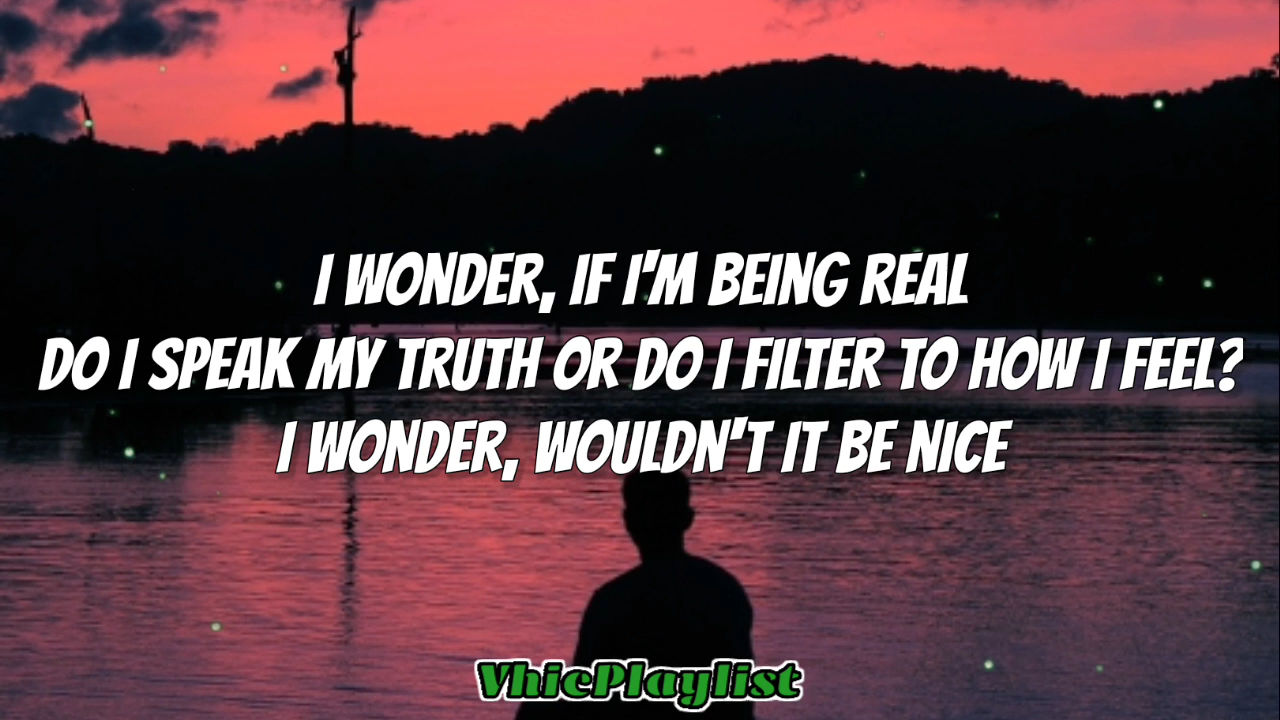 I WONDER, IF I'M BEING REAL
DO I SPEAK MY TRUTH OR DO I FILTER TO HOW I FEEL?
I WONDER, WOULDN'T IT BE NICE
VhicPlaylist